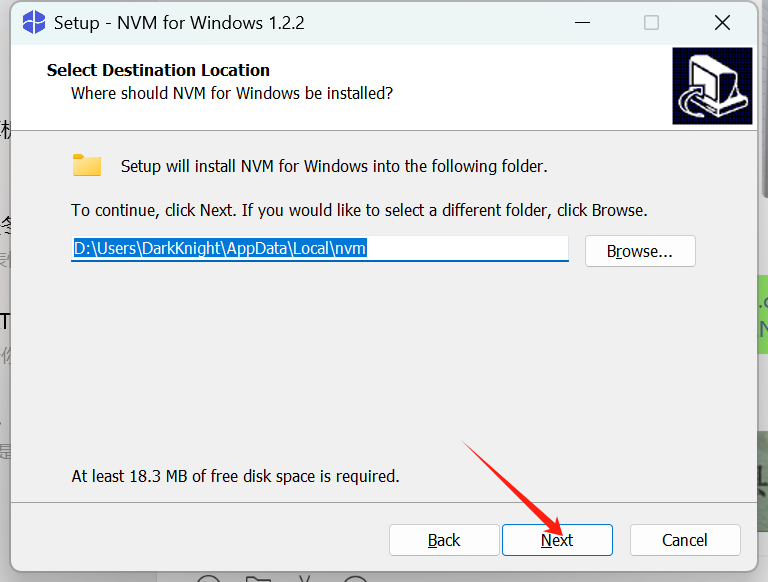 Setup - NVM for Windows 1.2.2
Select Destination Location
Where should NVM for Windows be installed?
Setup will install NVM for Windows into the following folder.
To continue, click Next. If you would like to select a different folder, click Browse.
D:\Users\DarkKnight\AppData\Local\nvm
Browse...
At least 18.3 MB of free disk space is required.
Back
Next
Cancel